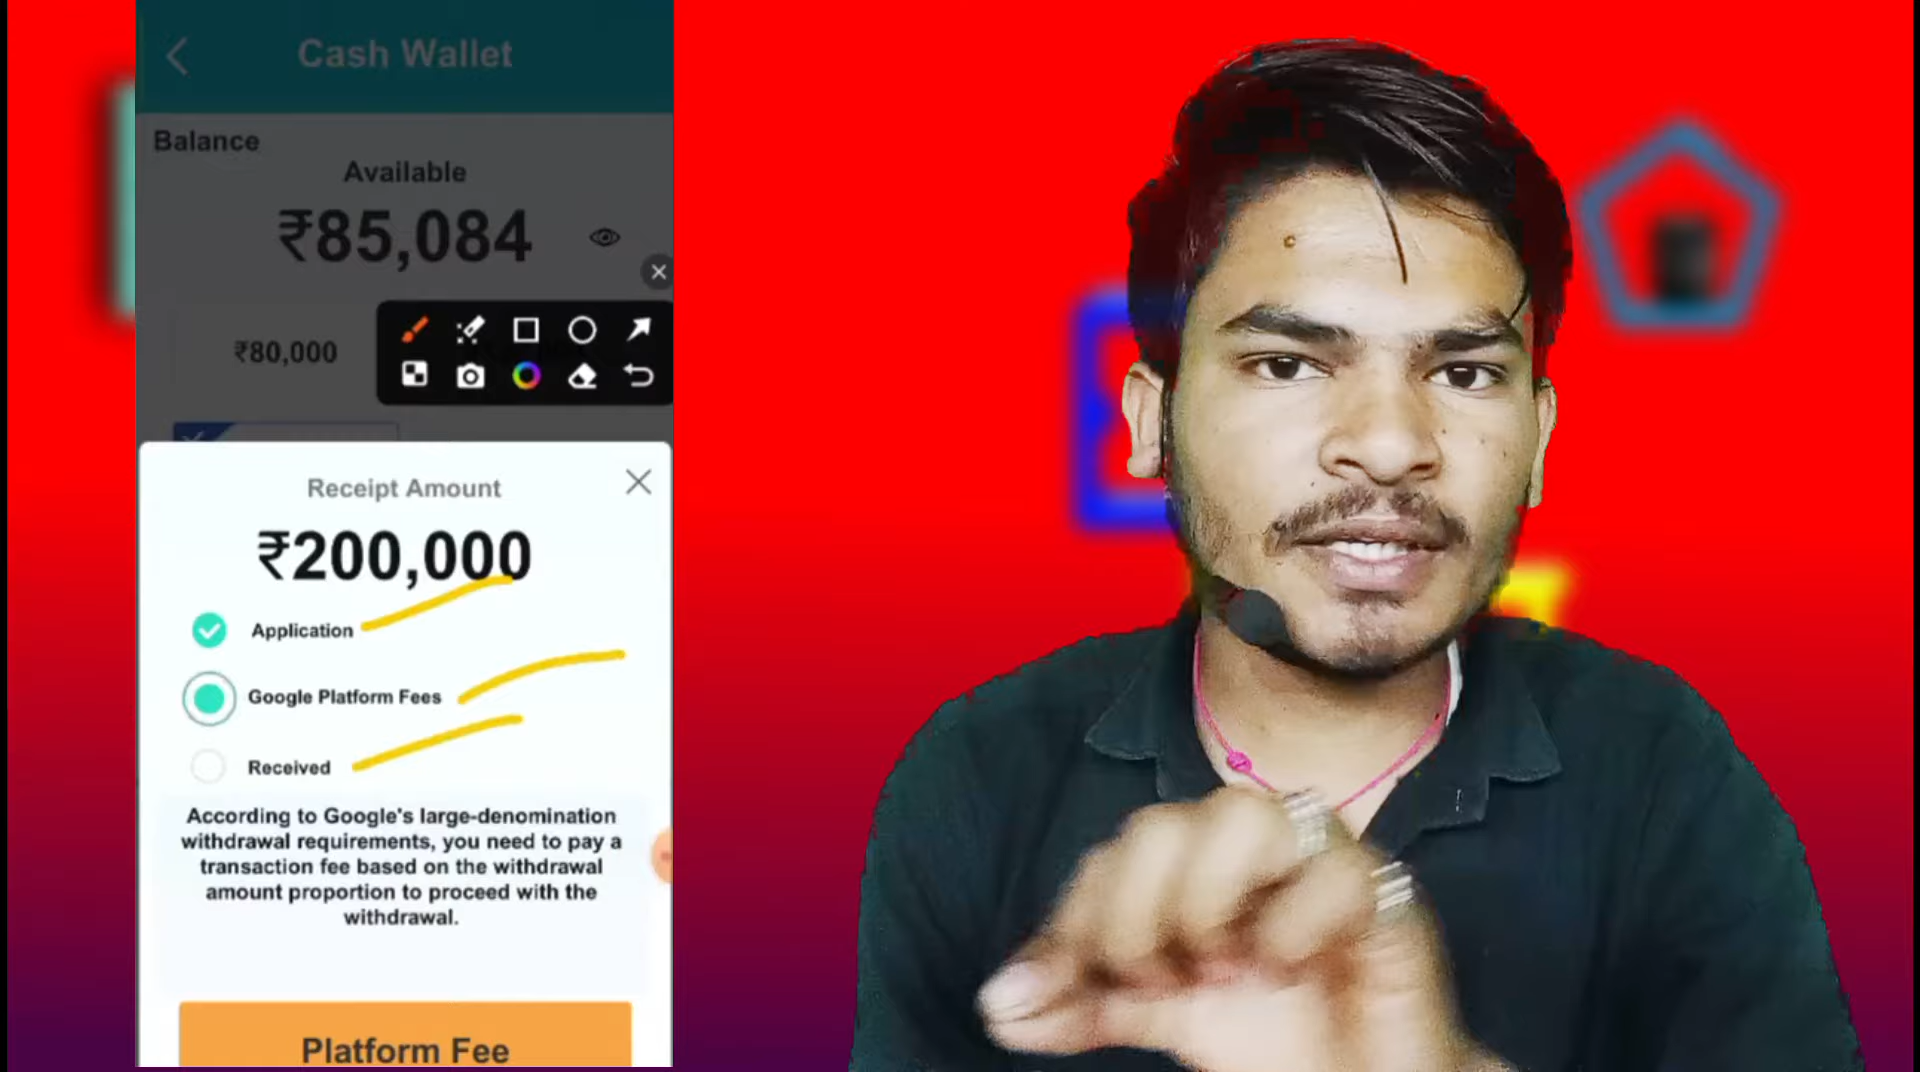 Cash Wallet
Balance
Available
₹85,084
₹80,000
Receipt Amount
₹200,000
Application
Google Platform Fees
Received
According to Google's large-denomination
withdrawal requirements, you need to pay a
transaction fee based on the withdrawal
amount proportion to proceed with the
withdrawal.
Platform Fee